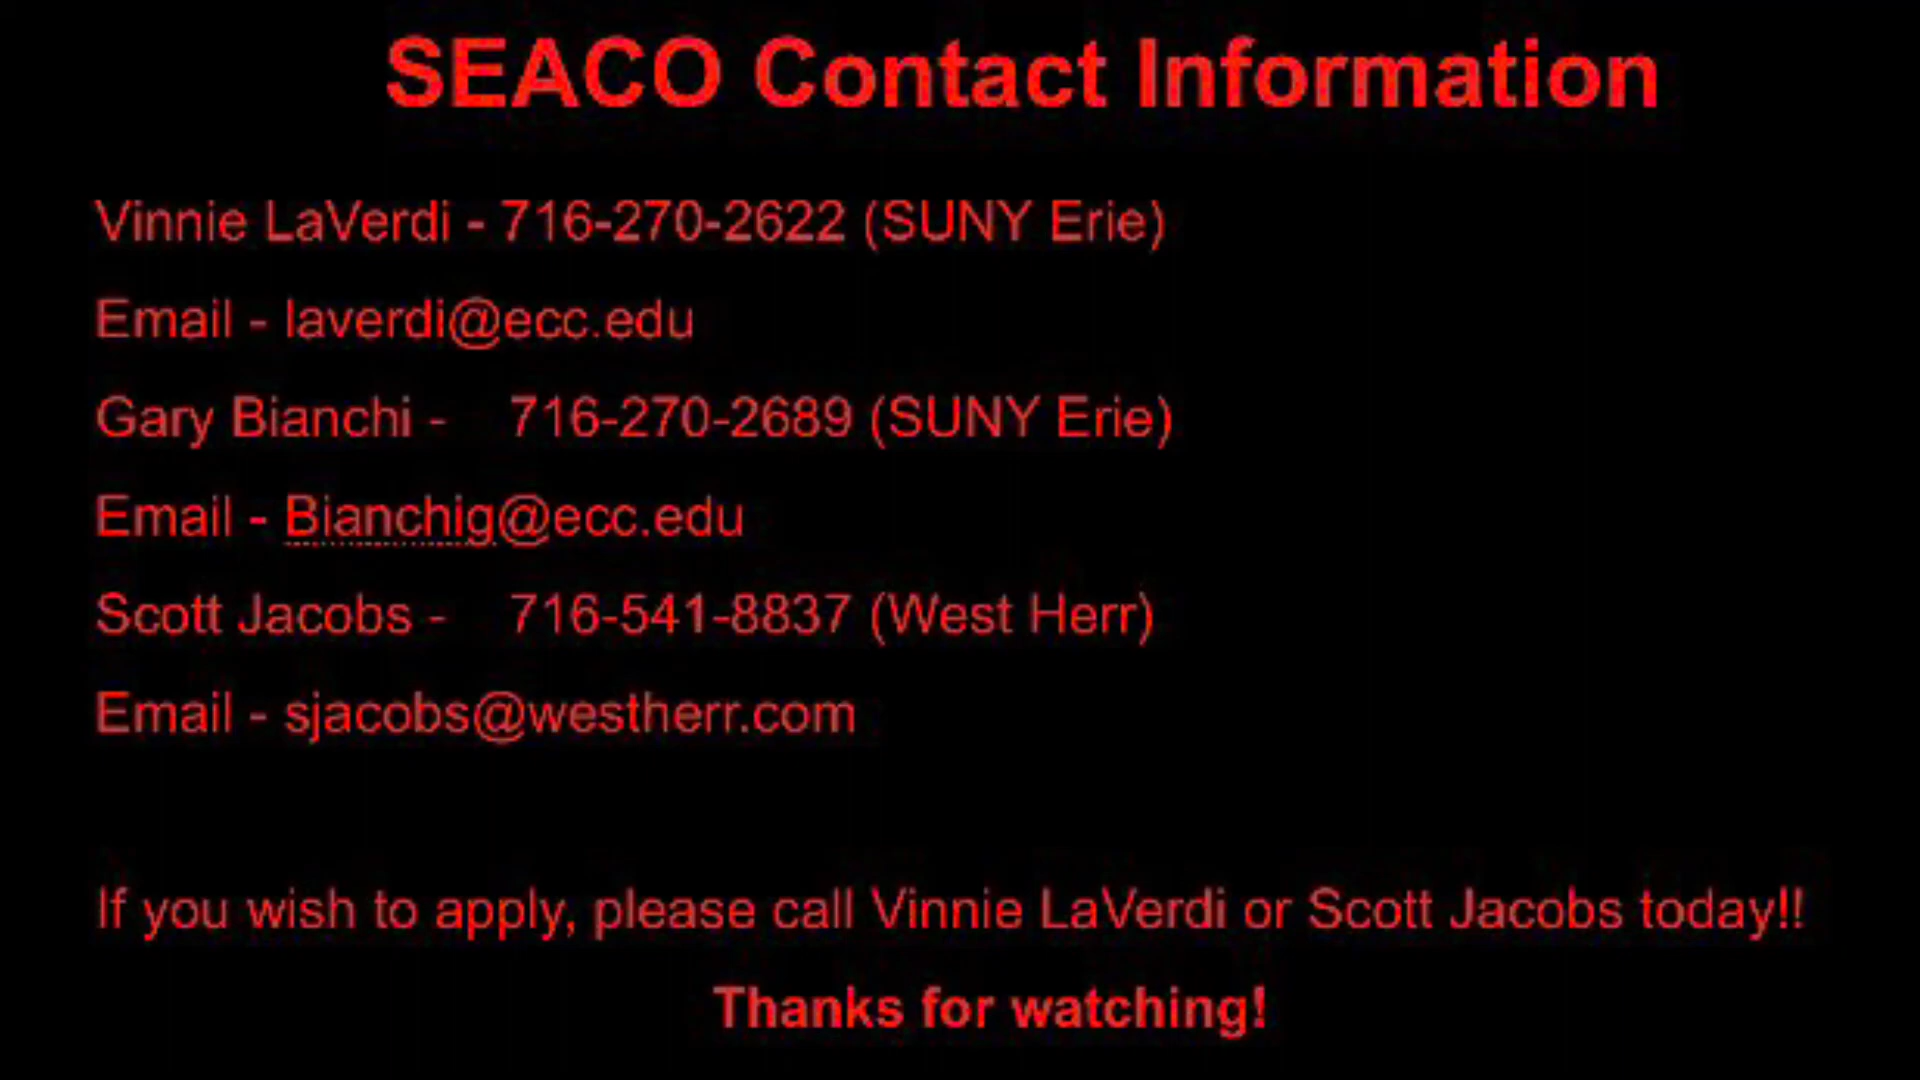 SEACO Contact Information
Vinnie LaVerdi - 716-270-2622 (SUNY Erie)
Email - laverdi@ecc.edu
Gary Bianchi - 716-270-2689 (SUNY Erie)
Email - Bianchig@ecc.edu
Scott Jacobs - 716-541-8837 (West Herr)
Email - sjacobs@westherr.com
If you wish to apply, please call Vinnie LaVerdi or Scott Jacobs today!!
Thanks for watching!